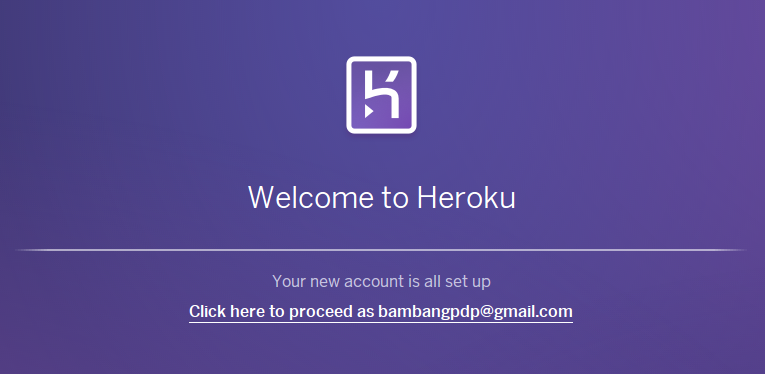 Welcome to Heroku
Your new account is all set up
Click here to proceed as bambangpdp@gmail.com